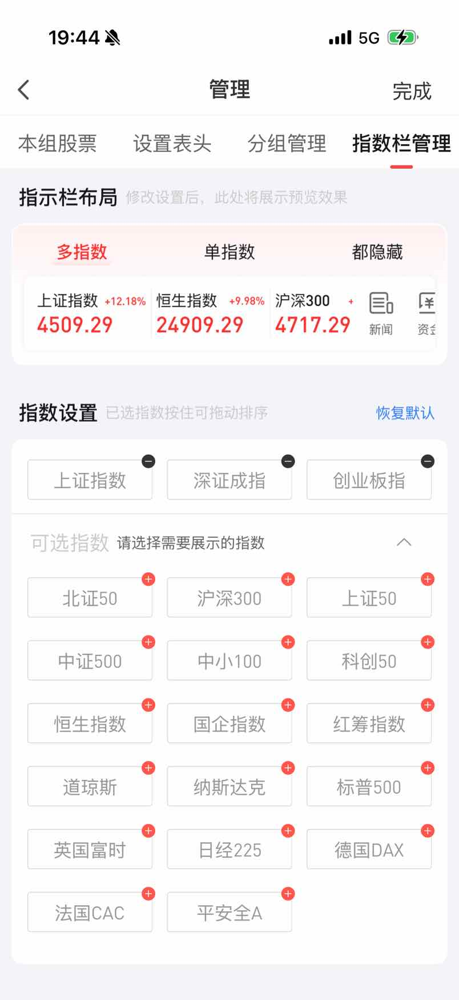 19:44 5G
管理 完成
本组股票 设置表头 分组管理 指数栏管理
指示栏布局 修改设置后，此处将展示预览效果
多指数 单指数 都隐藏
上证指数 +12.18% 恒生指数 +9.98% 沪深300 +
4509.29 24909.29 4717.29 新闻 资金
指数设置 已选指数按住可拖动排序 恢复默认
上证指数 深证成指 创业板指
可选指数 请选择需要展示的指数
北证50 沪深300 上证50
中证500 中小100 科创50
恒生指数 国企指数 红筹指数
道琼斯 纳斯达克 标普500
英国富时 日经225 德国DAX
法国CAC 平安全A